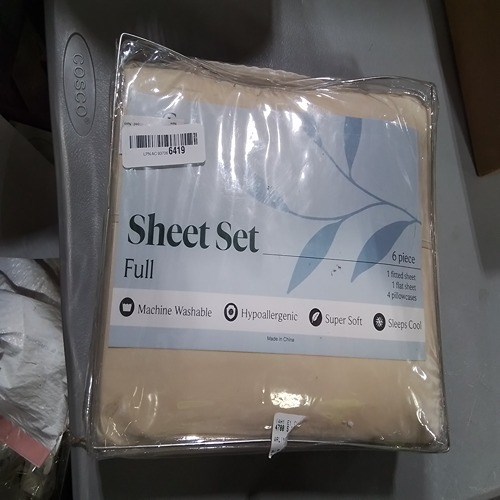 COSCO
6419
Sheet Set
Full
6 piece
1 fitted sheet
1 flat sheet
4 pillowcases
Machine Washable
Hypoallergenic
Super Soft
Sleeps Cool
Made in China